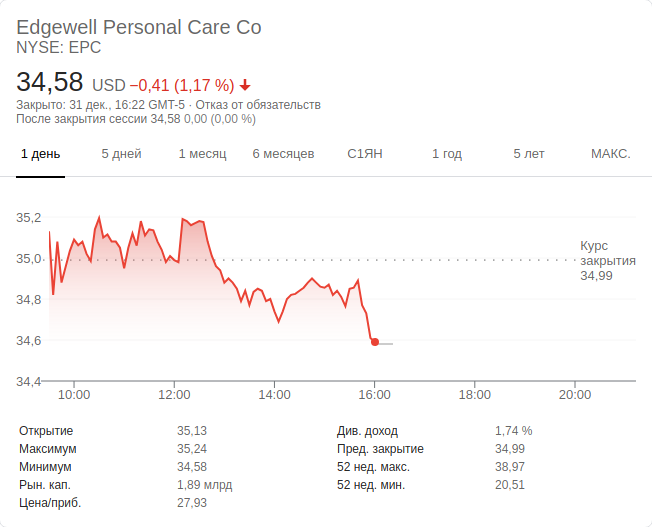 Edgewell Personal Care Co
NYSE: EPC
34,58 USD −0,41 (1,17 %)
Закрыто: 31 дек., 16:22 GMT-5 · Отказ от обязательств
После закрытия сессии 34,58 0,00 (0,00 %)
1 день 5 дней 1 месяц 6 месяцев С1ЯН 1 год 5 лет МАКС.
35,2
35,0
34,8
34,6
34,4
Курс
закрытия
34,99
10:00 12:00 14:00 16:00 18:00 20:00
Открытие 35,13 Див. доход 1,74 %
Максимум 35,24 Пред. закрытие 34,99
Минимум 34,58 52 нед. макс. 38,97
Рын. кап. 1,89 млрд 52 нед. мин. 20,51
Цена/приб. 27,93